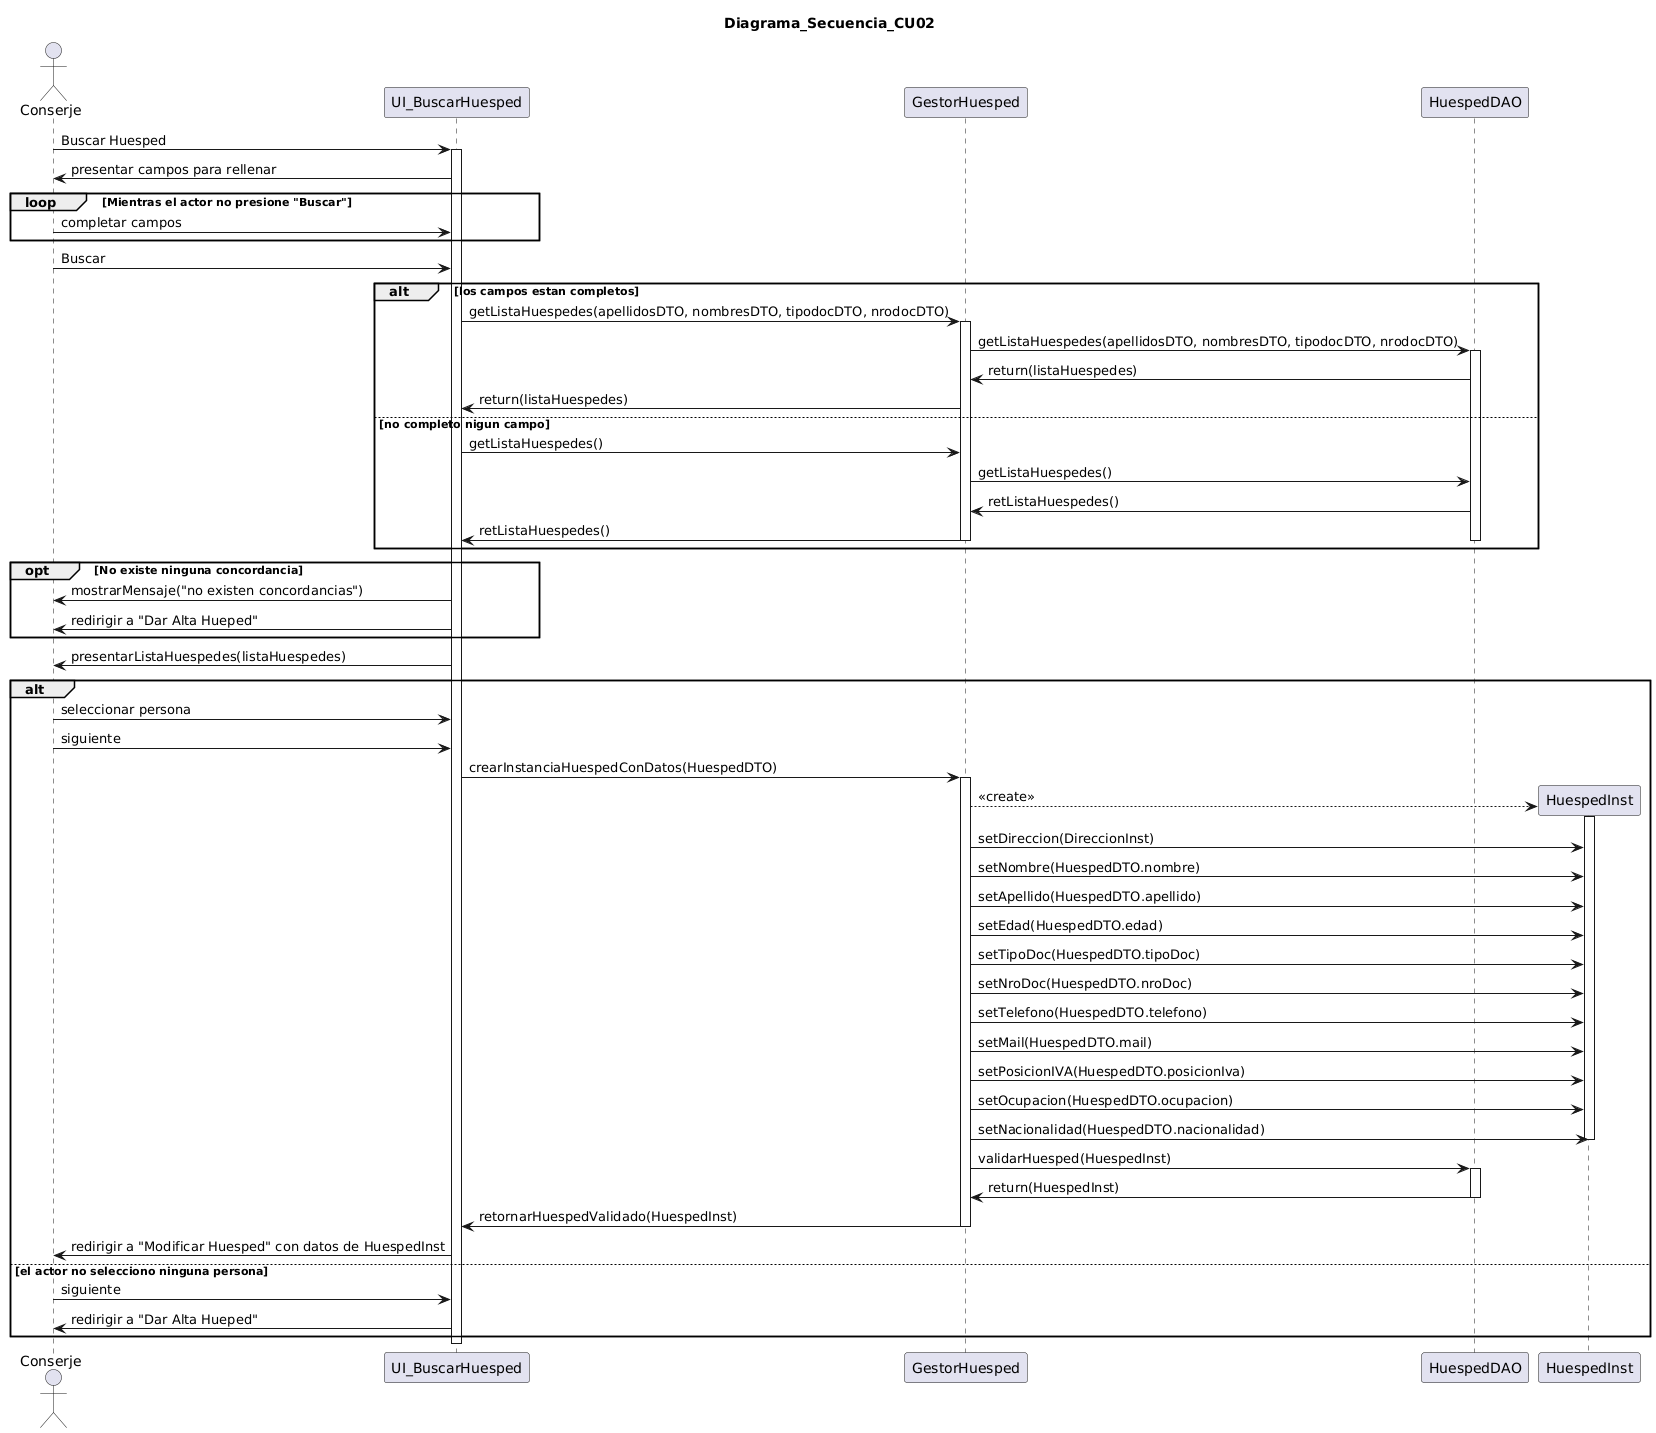 Diagrama_Secuencia_CU02
Conserje
UI_BuscarHuesped
GestorHuesped
HuespedDAO
Buscar Huesped
presentar campos para rellenar
loop
[Mientras el actor no presione "Buscar"]
completar campos
Buscar
alt
[los campos estan completos]
getListaHuespedes(apellidosDTO, nombresDTO, tipodocDTO, nrodocDTO)
getListaHuespedes(apellidosDTO, nombresDTO, tipodocDTO, nrodocDTO)
return(listaHuespedes)
return(listaHuespedes)
[no completo nigun campo]
getListaHuespedes()
getListaHuespedes()
retListaHuespedes()
retListaHuespedes()
opt
[No existe ninguna concordancia]
mostrarMensaje("no existen concordancias")
redirigir a "Dar Alta Hueped"
presentarListaHuespedes(listaHuespedes)
alt
seleccionar persona
siguiente
crearInstanciaHuespedConDatos(HuespedDTO)
«create»
HuespedInst
setDireccion(DireccionInst)
setNombre(HuespedDTO.nombre)
setApellido(HuespedDTO.apellido)
setEdad(HuespedDTO.edad)
setTipoDoc(HuespedDTO.tipoDoc)
setNroDoc(HuespedDTO.nroDoc)
setTelefono(HuespedDTO.telefono)
setMail(HuespedDTO.mail)
setPosicionIVA(HuespedDTO.posicionIva)
setOcupacion(HuespedDTO.ocupacion)
setNacionalidad(HuespedDTO.nacionalidad)
validarHuesped(HuespedInst)
return(HuespedInst)
retornarHuespedValidado(HuespedInst)
redirigir a "Modificar Huesped" con datos de HuespedInst
[el actor no selecciono ninguna persona]
siguiente
redirigir a "Dar Alta Hueped"
Conserje
UI_BuscarHuesped
GestorHuesped
HuespedDAO
HuespedInst